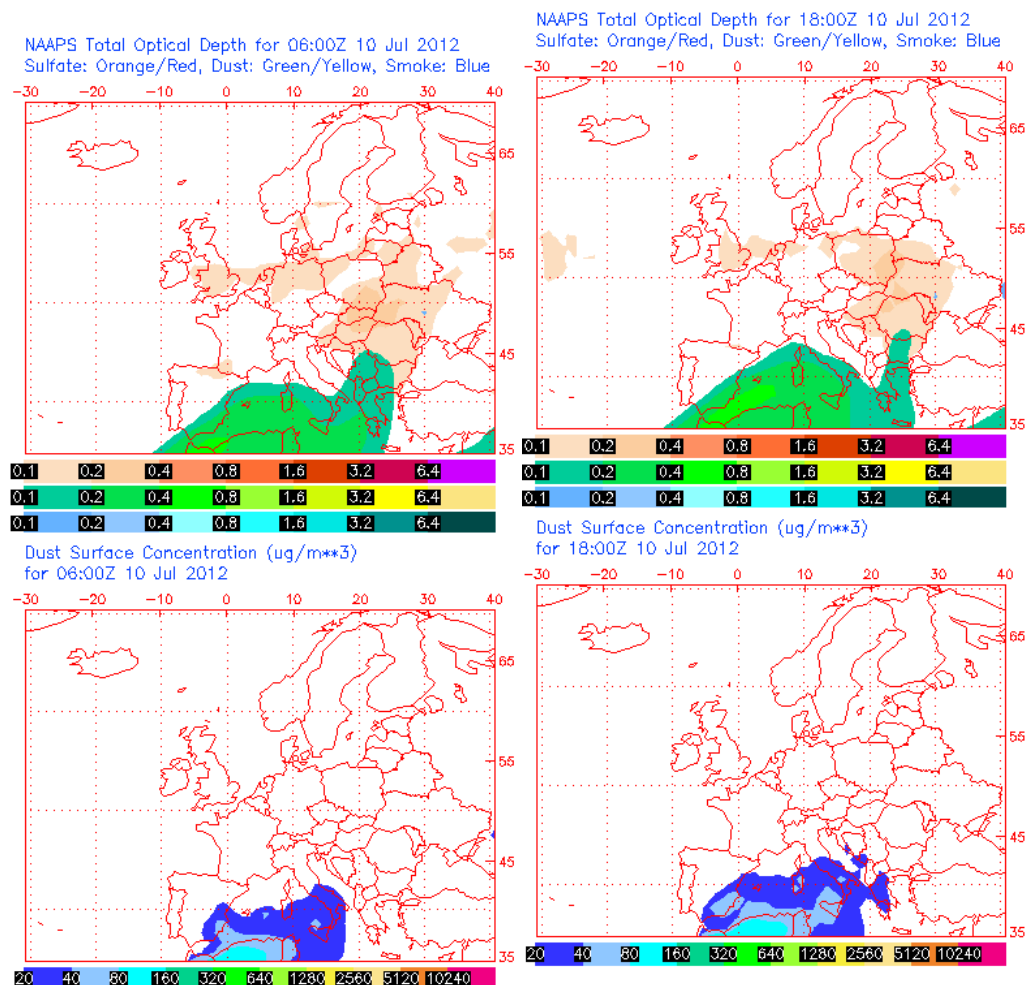 NAAPS Total Optical Depth for 06:00Z 10 Jul 2012
Sulfate: Orange/Red, Dust: Green/Yellow, Smoke: Blue
-30 -20 -10 0 10 20 30 40
65
55
45
35
0.1 0.2 0.4 0.8 1.6 3.2 6.4
0.1 0.2 0.4 0.8 1.6 3.2 6.4
0.1 0.2 0.4 0.8 1.6 3.2 6.4
NAAPS Total Optical Depth for 18:00Z 10 Jul 2012
Sulfate: Orange/Red, Dust: Green/Yellow, Smoke: Blue
-30 -20 -10 0 10 20 30 40
65
55
45
35
0.1 0.2 0.4 0.8 1.6 3.2 6.4
0.1 0.2 0.4 0.8 1.6 3.2 6.4
0.1 0.2 0.4 0.8 1.6 3.2 6.4
Dust Surface Concentration (ug/m**3)
for 06:00Z 10 Jul 2012
-30 -20 -10 0 10 20 30 40
65
55
45
35
20 40 80 160 320 640 1280 2560 5120 10240
Dust Surface Concentration (ug/m**3)
for 18:00Z 10 Jul 2012
-30 -20 -10 0 10 20 30 40
65
55
45
35
20 40 80 160 320 640 1280 2560 5120 10240